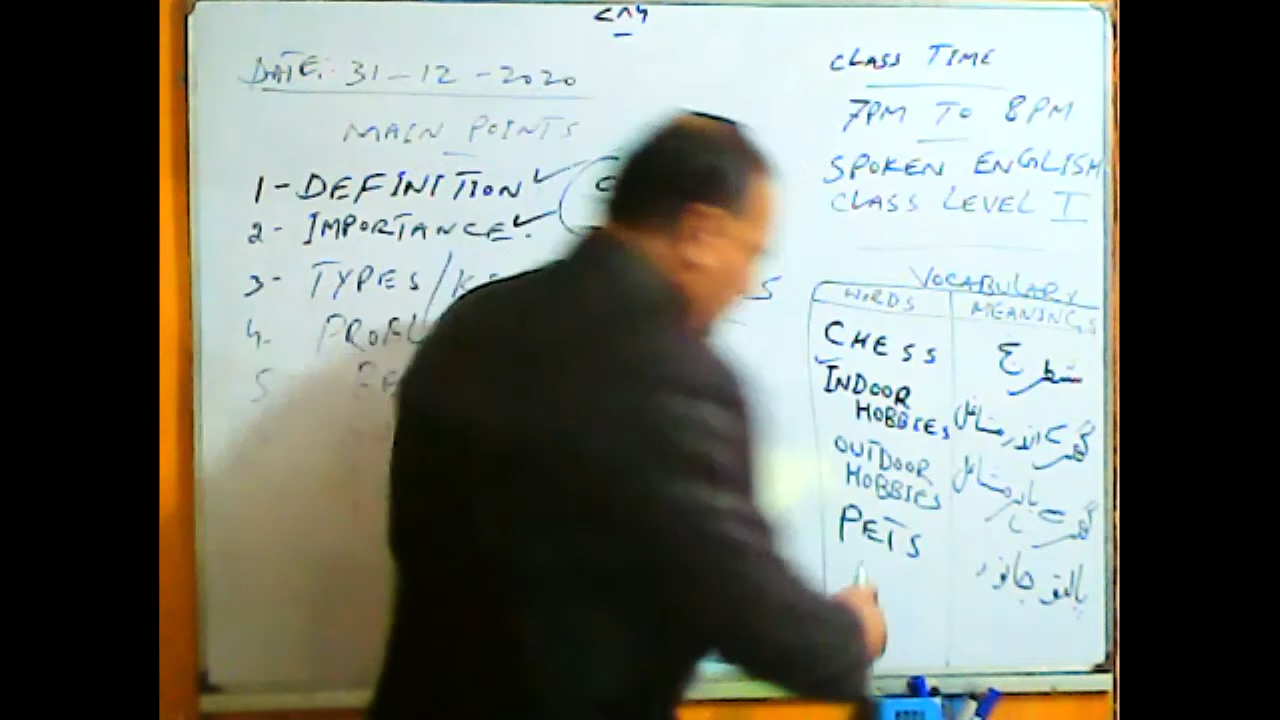 DATE: 31-12-2020
MAIN POINTS
1- DEFINITION ✓
2- IMPORTANCE ✓
3- TYPES/
4-
5-
CLASS TIME
7PM TO 8PM
SPOKEN ENGLISH
CLASS LEVEL I
VOCABULARY
WORDS MEANINGS
CHESS شطرنج
INDOOR
HOBBIES گھر کے اندر مشاغل
OUTDOOR
HOBBIES گھر سے باہر مشاغل
PETS پالتو جانور